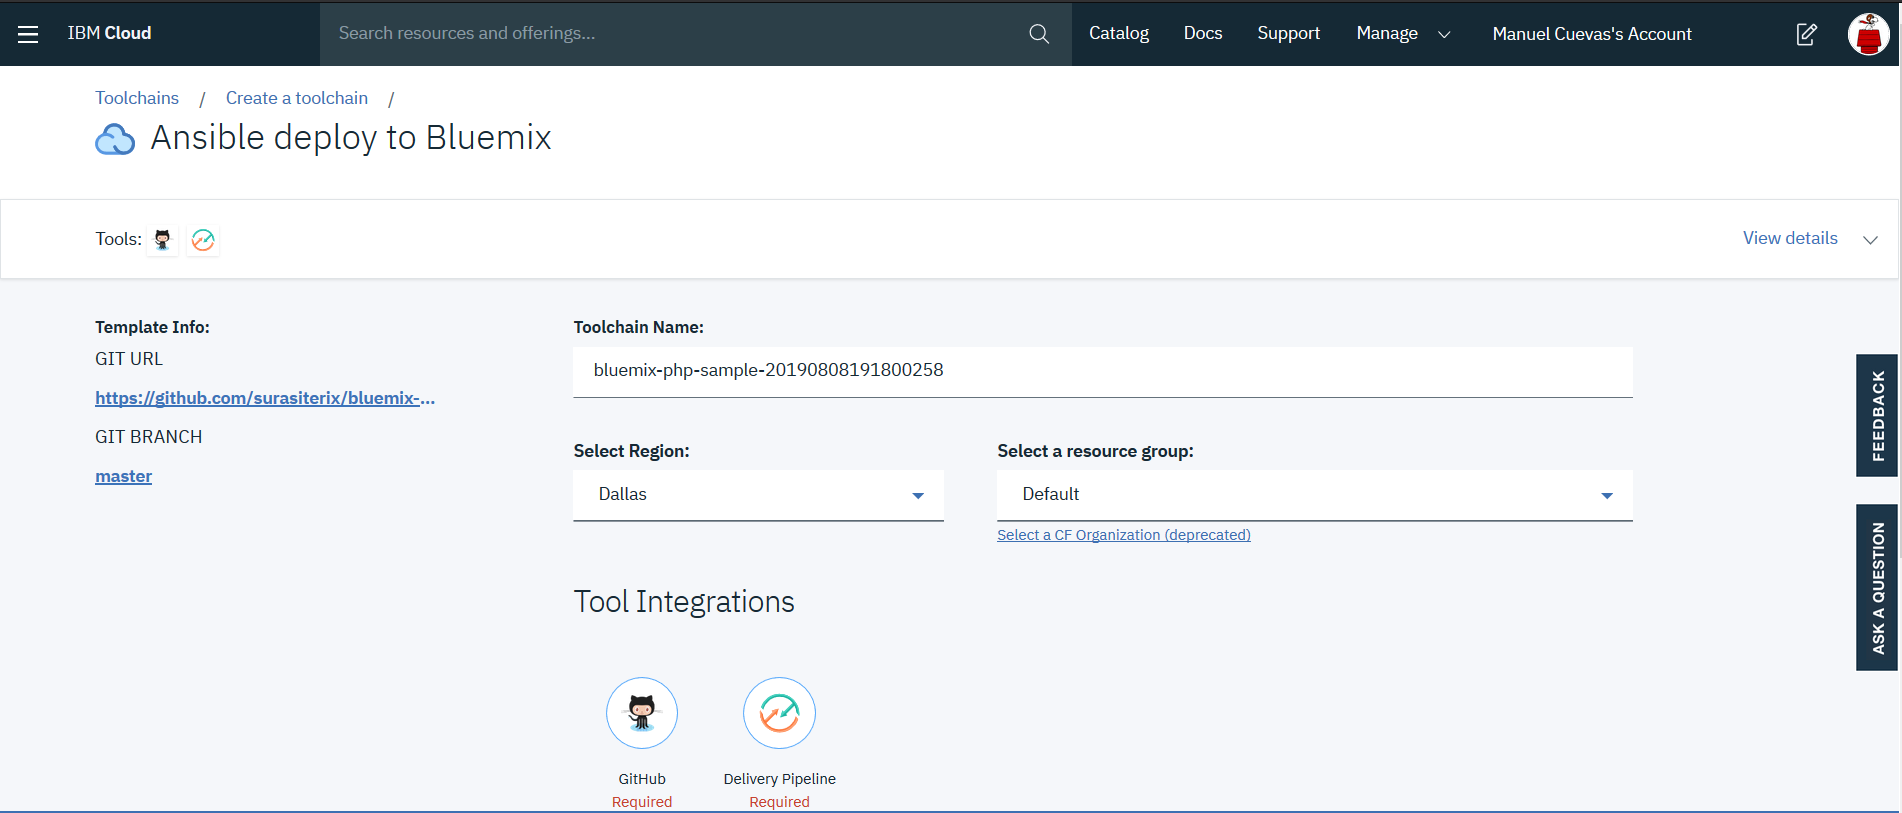 IBM Cloud
Search resources and offerings...
Catalog
Docs
Support
Manage
Manuel Cuevas's Account
Toolchains / Create a toolchain /
Ansible deploy to Bluemix
Tools:
View details
Template Info:
GIT URL
https://github.com/surasiterix/bluemix-...
GIT BRANCH
master
Toolchain Name:
bluemix-php-sample-20190808191800258
Select Region:
Dallas
Select a resource group:
Default
Select a CF Organization (deprecated)
Tool Integrations
GitHub
Required
Delivery Pipeline
Required
FEEDBACK
ASK A QUESTION